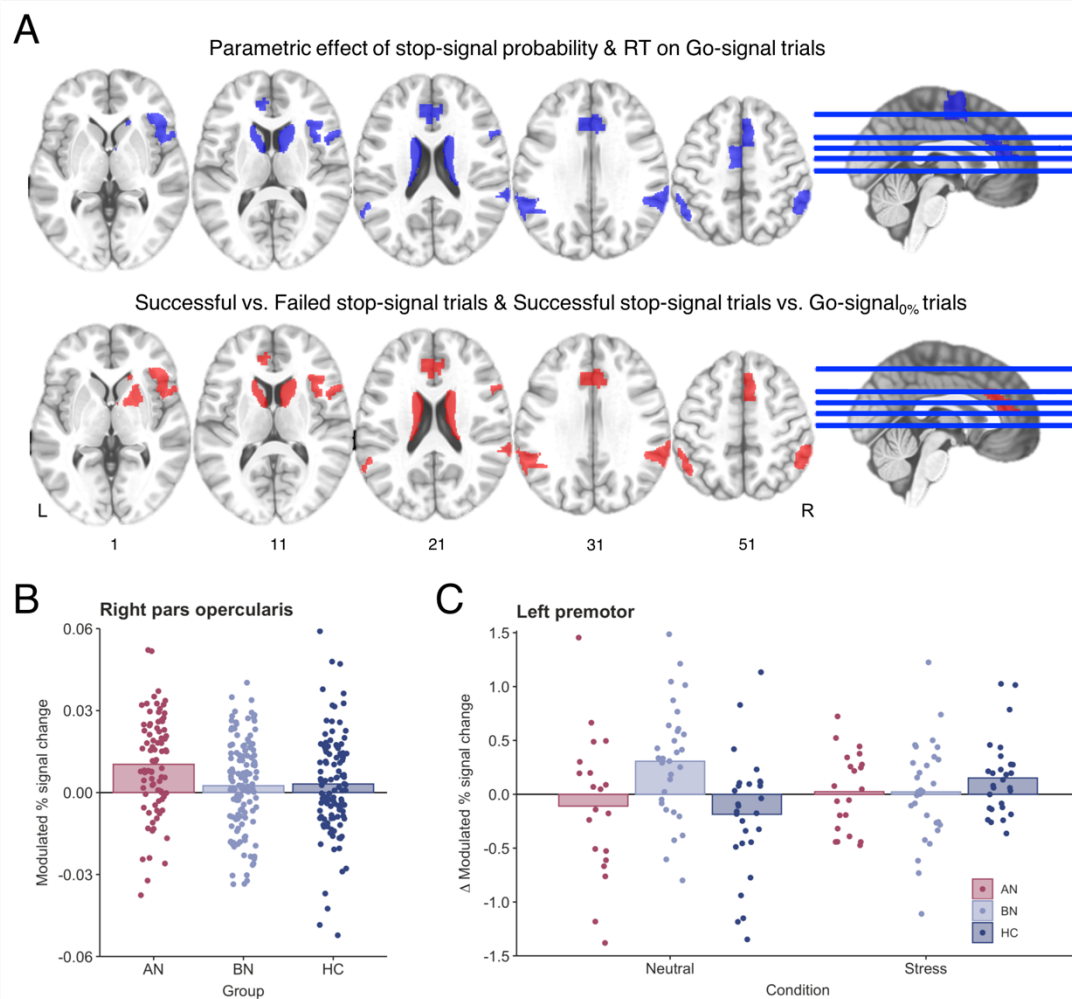 A
Parametric effect of stop-signal probability & RT on Go-signal trials
Successful vs. Failed stop-signal trials & Successful stop-signal trials vs. Go-signal0% trials
L
R
1
11
21
31
51
B
Right pars opercularis
0.06
0.03
0.00
-0.03
-0.06
Modulated % signal change
AN
BN
HC
Group
C
Left premotor
1.5
1.0
0.5
0.0
-0.5
-1.0
-1.5
Δ Modulated % signal change
AN
BN
HC
Neutral
Stress
Condition